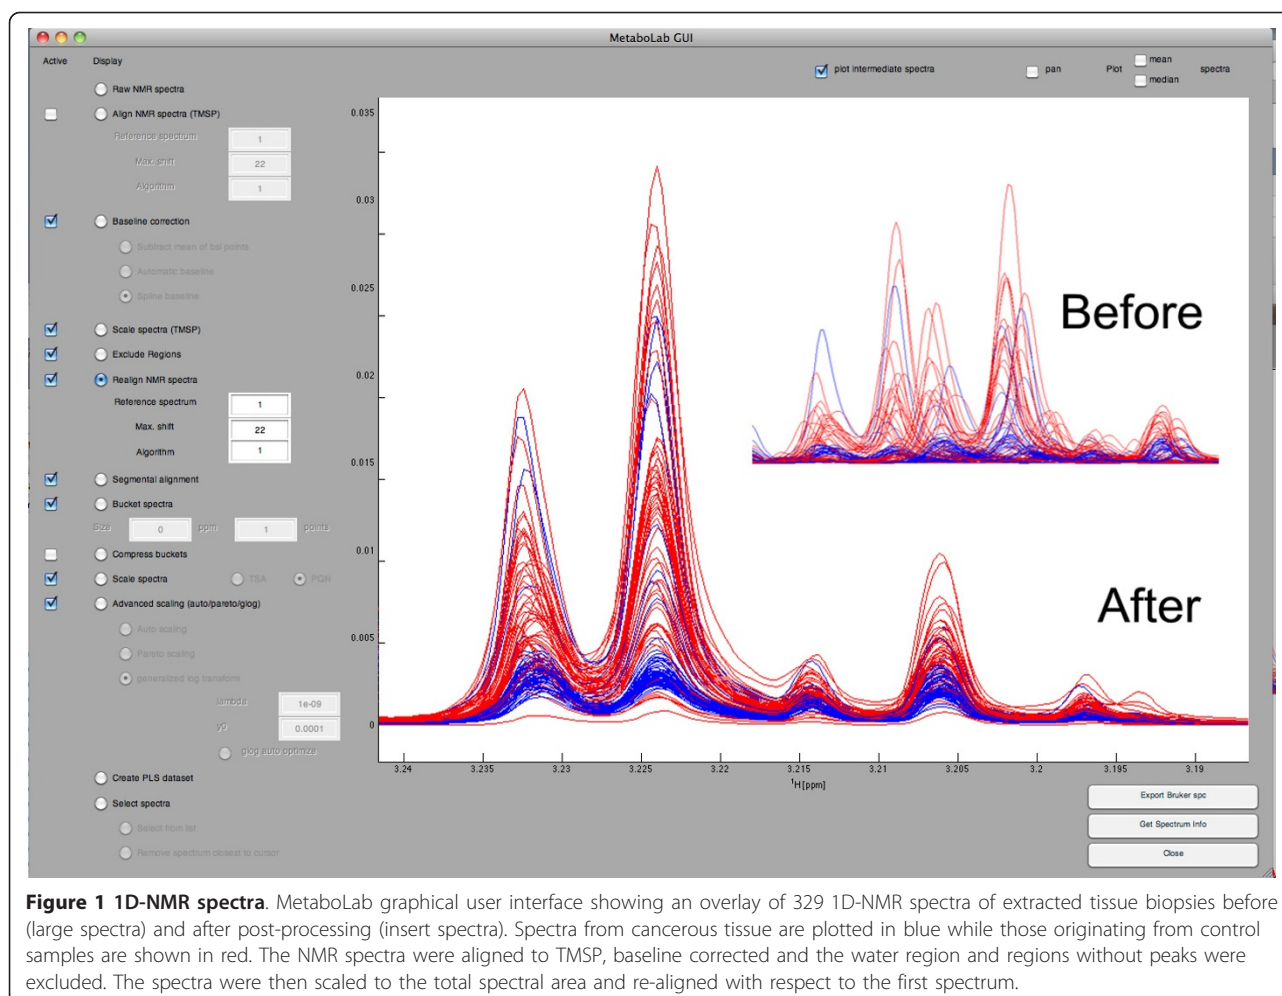 MetaboLab GUI
Active Display
plot intermediate spectra
pan
Plot
mean
median
spectra
Raw NMR spectra
Align NMR spectra (TMSP)
Reference spectrum 1
Max. shift 22
Algorithm 1
Baseline correction
Subtract mean of bsl points
Automatic baseline
Spline baseline
Scale spectra (TMSP)
Exclude Regions
Realign NMR spectra
Reference spectrum 1
Max. shift 22
Algorithm 1
Segmental alignment
Bucket spectra
Size 0 ppm 1 points
Compress buckets
Scale spectra TSA PQN
Advanced scaling (auto/pareto/glog)
Auto scaling
Pareto scaling
generalized log transform
lambda 1e-09
y0 0.0001
glog auto optimize
Create PLS dataset
Select spectra
Select from list
Remove spectrum closest to cursor
0.035
0.03
0.025
0.02
0.015
0.01
0.005
0
Before
After
3.24 3.235 3.23 3.225 3.22 3.215 3.21 3.205 3.2 3.195 3.19
¹H [ppm]
Export Bruker spc
Get Spectrum Info
Close
Figure 1 1D-NMR spectra. MetaboLab graphical user interface showing an overlay of 329 1D-NMR spectra of extracted tissue biopsies before
(large spectra) and after post-processing (insert spectra). Spectra from cancerous tissue are plotted in blue while those originating from control
samples are shown in red. The NMR spectra were aligned to TMSP, baseline corrected and the water region and regions without peaks were
excluded. The spectra were then scaled to the total spectral area and re-aligned with respect to the first spectrum.